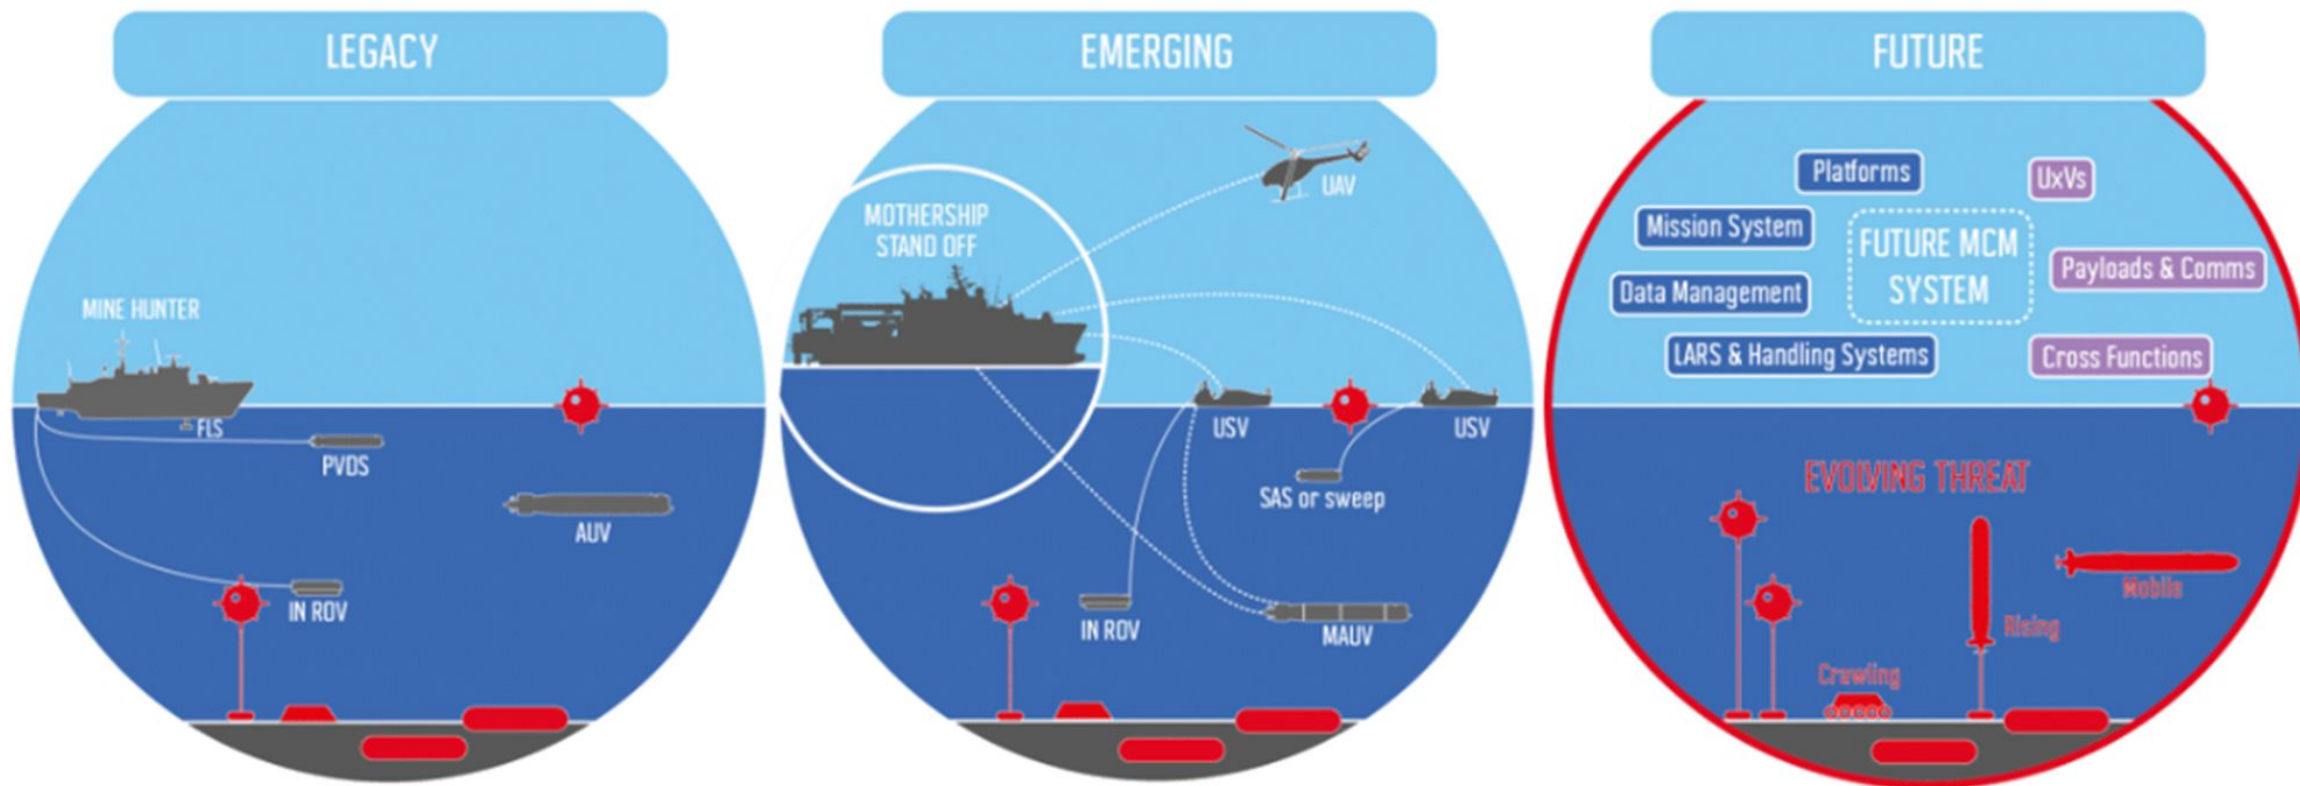 LEGACY
MINE HUNTER
FLS
PVDS
AUV
IN ROV
EMERGING
UAV
MOTHERSHIP
STAND OFF
USV
USV
SAS or sweep
IN ROV
MAUV
FUTURE
Platforms
UxVs
Mission System
FUTURE MCM
SYSTEM
Payloads & Comms
Data Management
LARS & Handling Systems
Cross Functions
EVOLVING THREAT
Mobile
Rising
Crawling